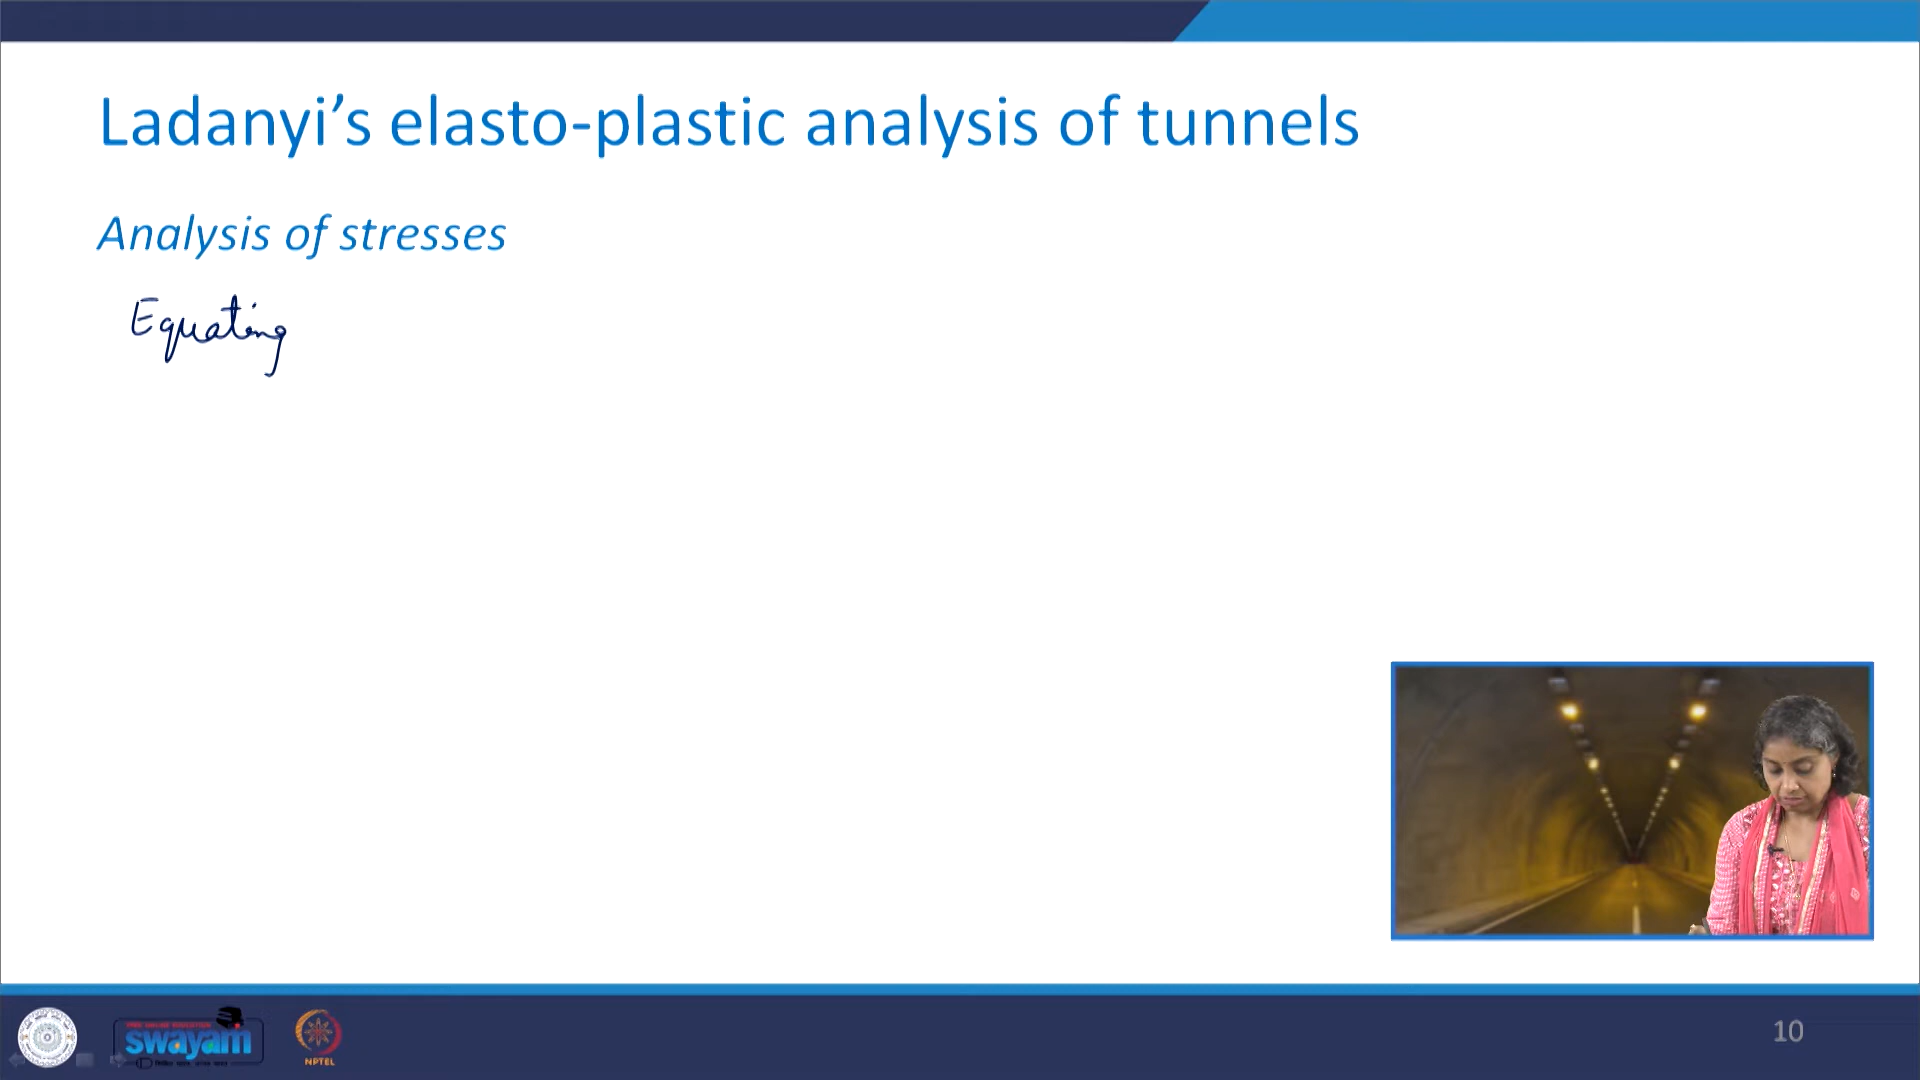 Ladanyi's elasto-plastic analysis of tunnels
Analysis of stresses
Equating
swayam
NPTEL
10